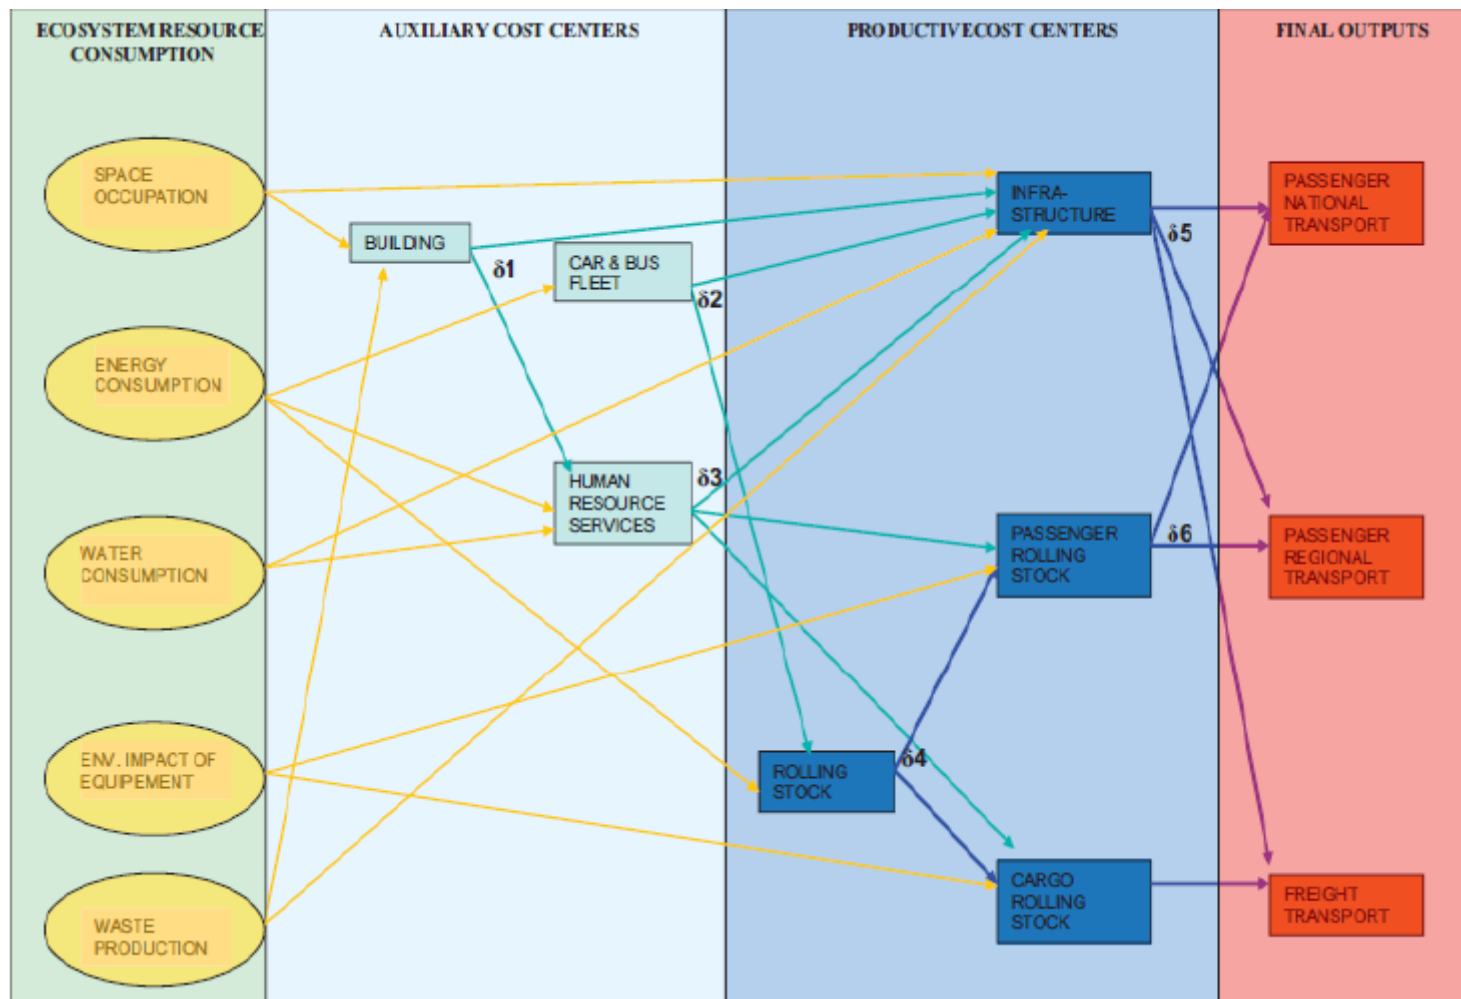 ECOSYSTEM RESOURCE
CONSUMPTION
AUXILIARY COST CENTERS
PRODUCTIVECOST CENTERS
FINAL OUTPUTS
SPACE
OCCUPATION
ENERGY
CONSUMPTION
WATER
CONSUMPTION
ENV. IMPACT OF
EQUIPEMENT
WASTE
PRODUCTION
BUILDING
δ1
CAR & BUS
FLEET
δ2
HUMAN
RESOURCE
SERVICES
δ3
INFRA-
STRUCTURE
δ5
PASSENGER
ROLLING
STOCK
δ6
ROLLING
STOCK
δ4
CARGO
ROLLING
STOCK
PASSENGER
NATIONAL
TRANSPORT
PASSENGER
REGIONAL
TRANSPORT
FREIGHT
TRANSPORT